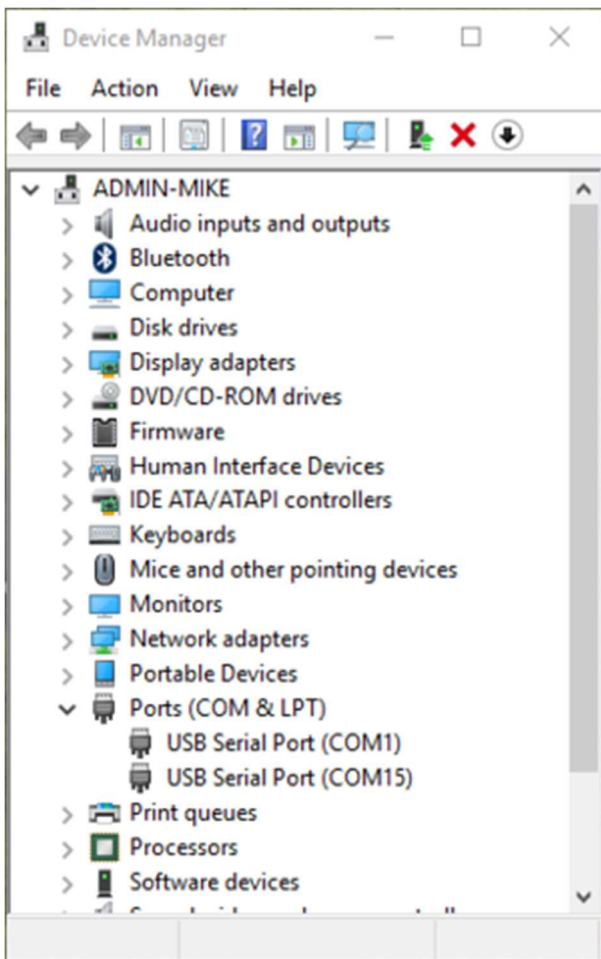 Device Manager
File Action View Help
ADMIN-MIKE
Audio inputs and outputs
Bluetooth
Computer
Disk drives
Display adapters
DVD/CD-ROM drives
Firmware
Human Interface Devices
IDE ATA/ATAPI controllers
Keyboards
Mice and other pointing devices
Monitors
Network adapters
Portable Devices
Ports (COM & LPT)
USB Serial Port (COM1)
USB Serial Port (COM15)
Print queues
Processors
Software devices